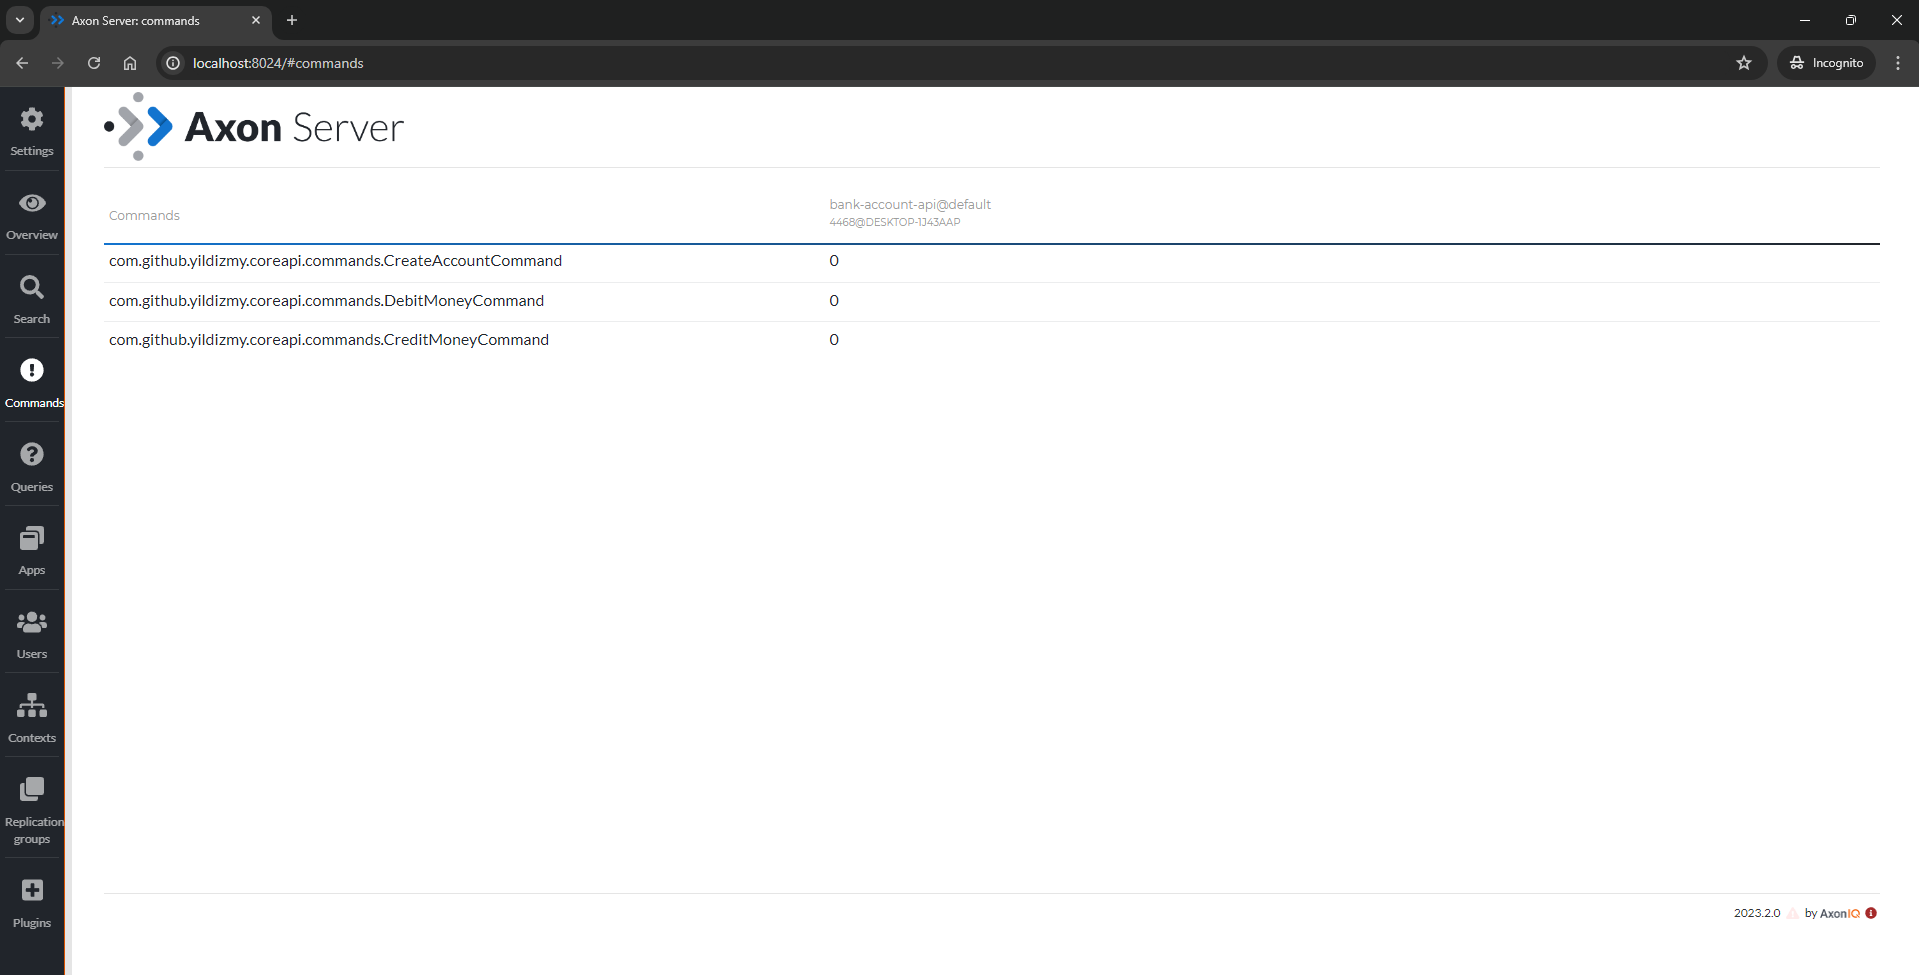 Axon Server: commands
localhost:8024/#commands
Incognito
Axon Server
Settings
Overview
Search
Commands
Queries
Apps
Users
Contexts
Replication
groups
Plugins
Commands
bank-account-api@default
4468@DESKTOP-1J43AAP
com.github.yildizmy.coreapi.commands.CreateAccountCommand 0
com.github.yildizmy.coreapi.commands.DebitMoneyCommand 0
com.github.yildizmy.coreapi.commands.CreditMoneyCommand 0
2023.2.0 by AxonIQ